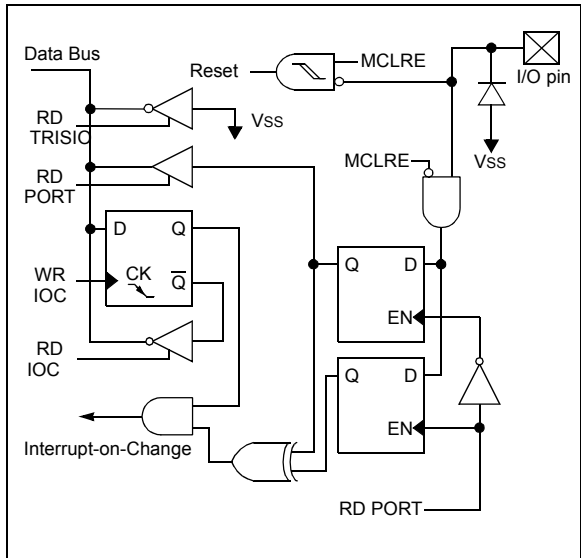 Data Bus
Reset
MCLRE
I/O pin
RD
TRISIO
VSS
VSS
RD
PORT
MCLRE
D
Q
WR
IOC
CK
Q
Q
D
EN
RD
IOC
Q
D
EN
Interrupt-on-Change
RD PORT